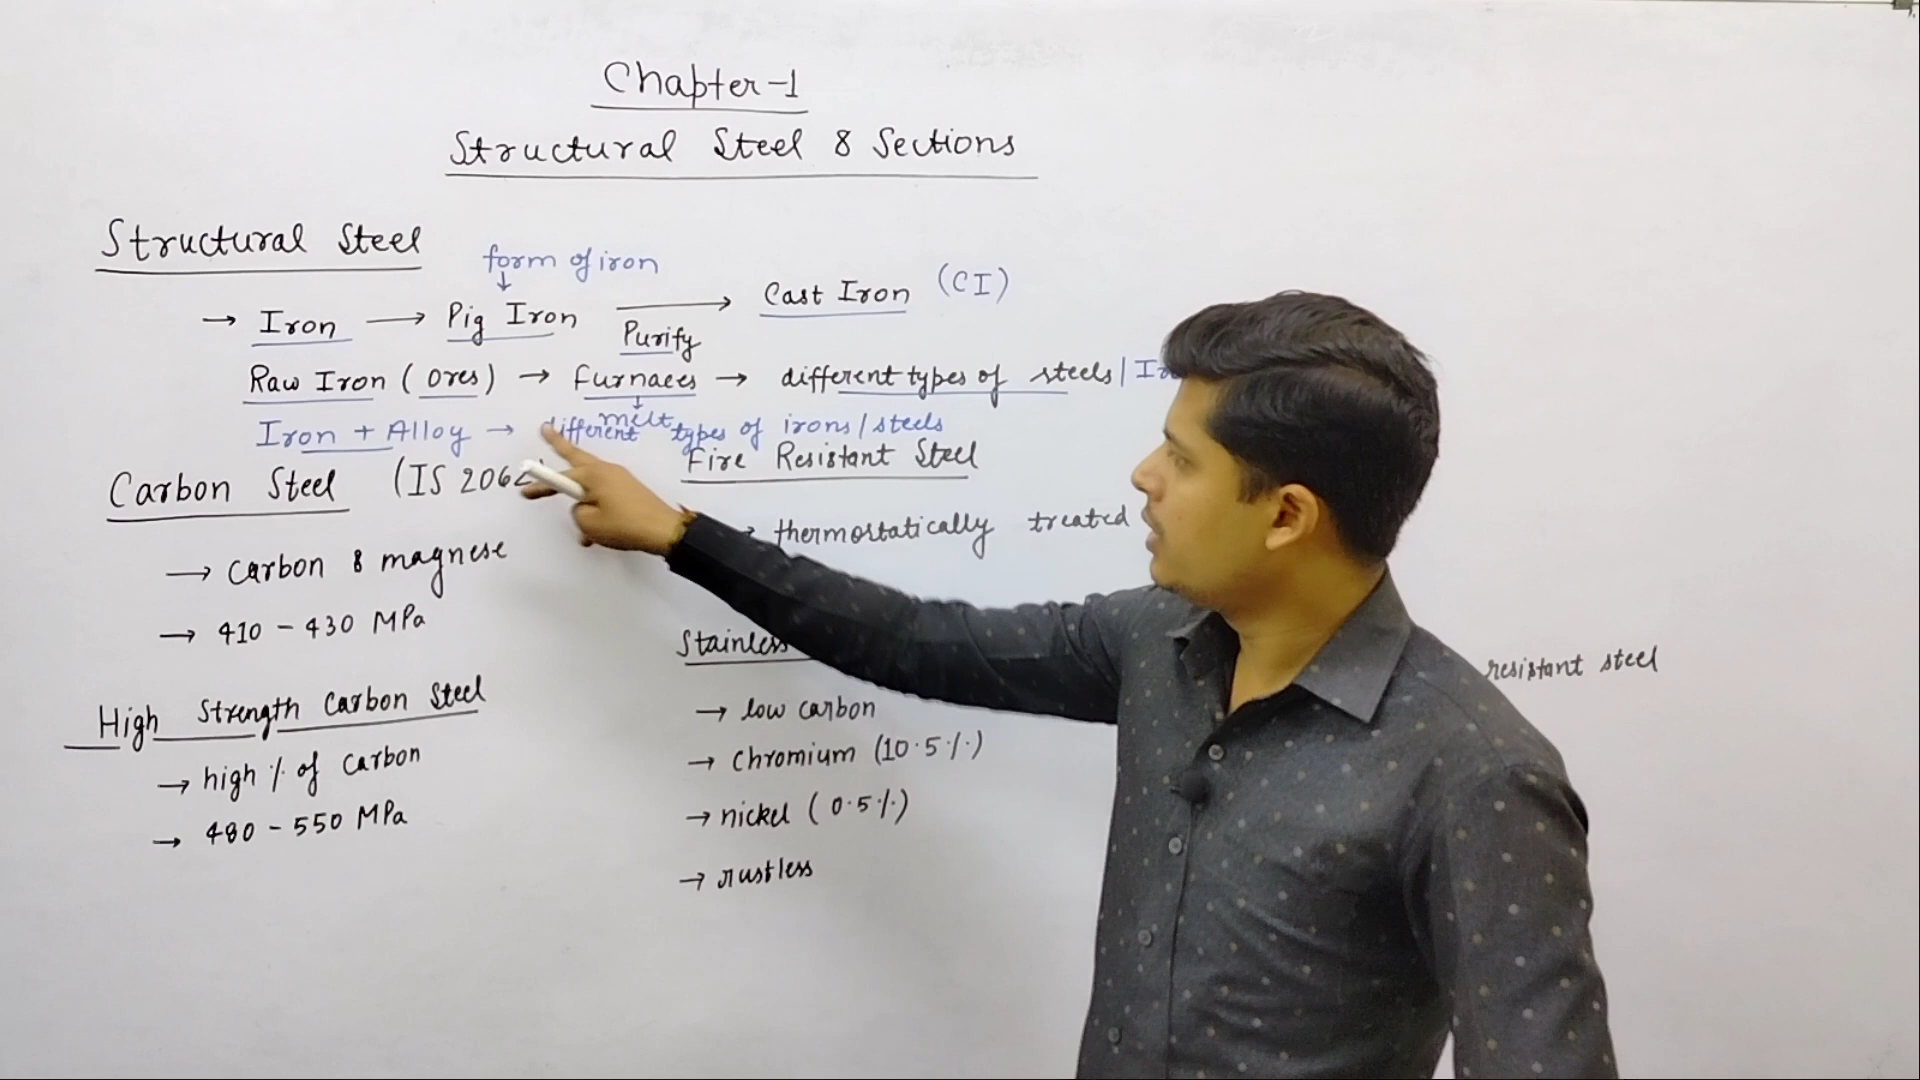 Chapter-1
Structural Steel & Sections
Structural Steel
form of iron
↓
→ Iron → Pig Iron → Cast Iron (CI)
Purify
Raw Iron (Ores) → Furnaces → different types of steels/
↓
melt
Iron + Alloy → different types of irons/steels
Carbon Steel (IS 206
→ Carbon & magnese
→ 410 - 430 MPa
High Strength Carbon Steel
→ high % of Carbon
→ 480 - 550 MPa
Fire Resistant Steel
→ thermostatically treated
Stainless
→ low carbon
→ chromium (10.5%)
→ nickel (0.5%)
→ rustless
resistant steel